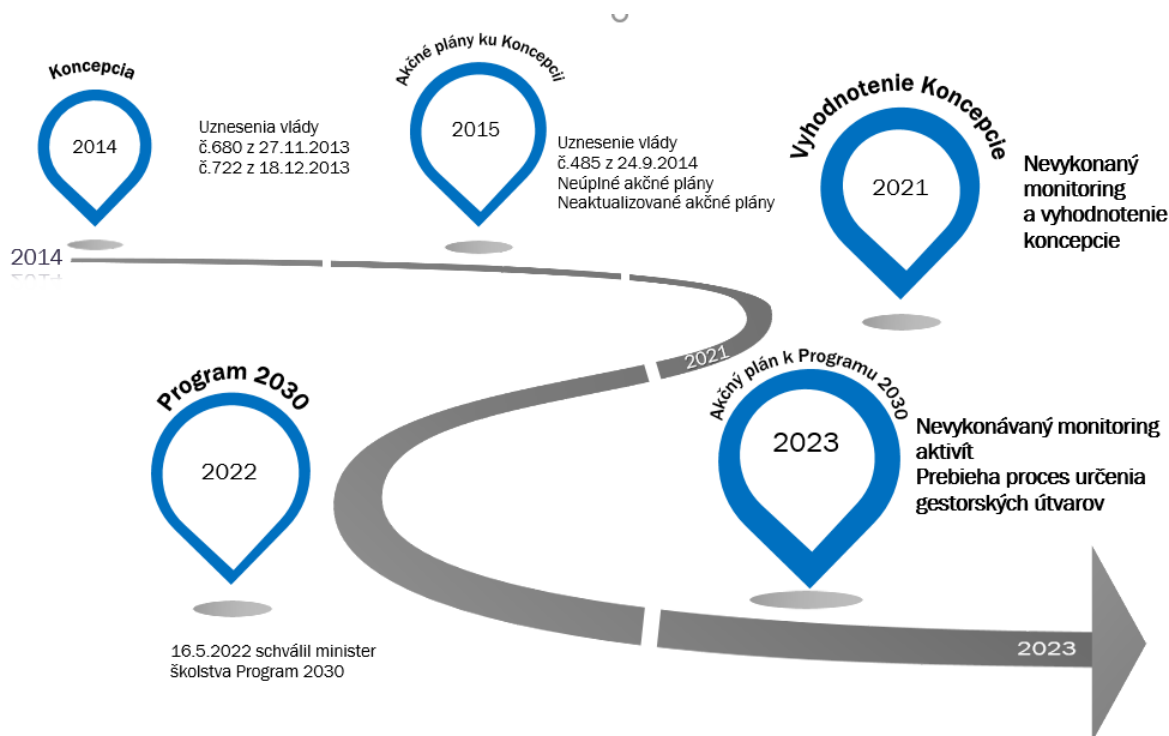 Koncepcia
2014
Uznesenia vlády
č.680 z 27.11.2013
č.722 z 18.12.2013
Akčné plány ku Koncepcii
2015
Uznesenie vlády
č.485 z 24.9.2014
Neúplné akčné plány
Neaktualizované akčné plány
Vyhodnotenie Koncepcie
2021
Nevykonaný
monitoring
a vyhodnotenie
koncepcie
2014
2021
Program 2030
2022
16.5.2022 schválil minister
školstva Program 2030
Akčný plán k Programu 2030
2023
Nevykonávaný monitoring
aktivít
Prebieha proces určenia
gestorských útvarov
2023